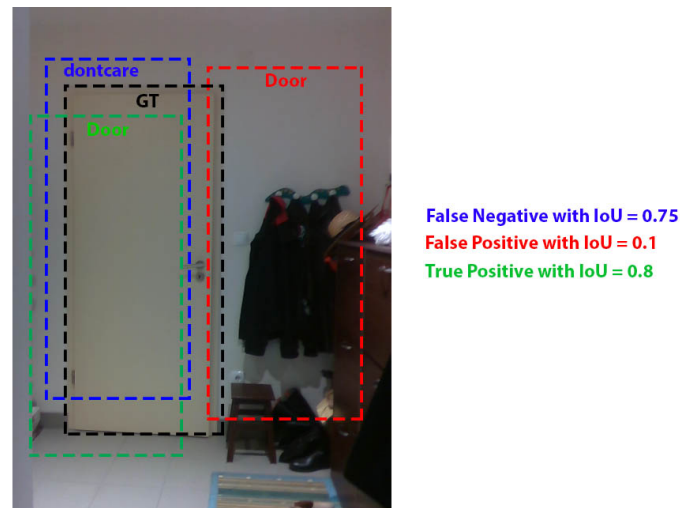 dontcare
Door
GT
Door
False Negative with IoU = 0.75
False Positive with IoU = 0.1
True Positive with IoU = 0.8